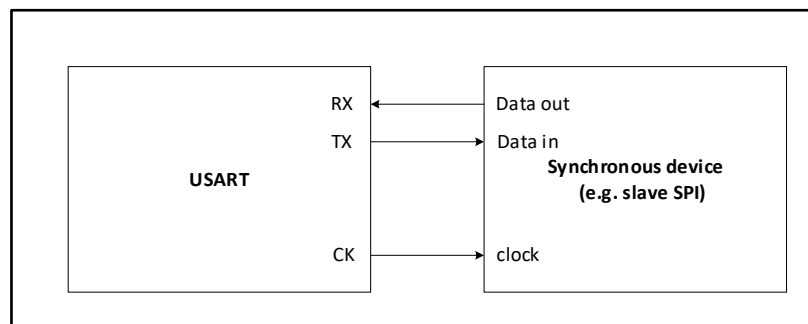 RX
Data out
TX
Data in
USART
Synchronous device
(e.g. slave SPI)
CK
clock